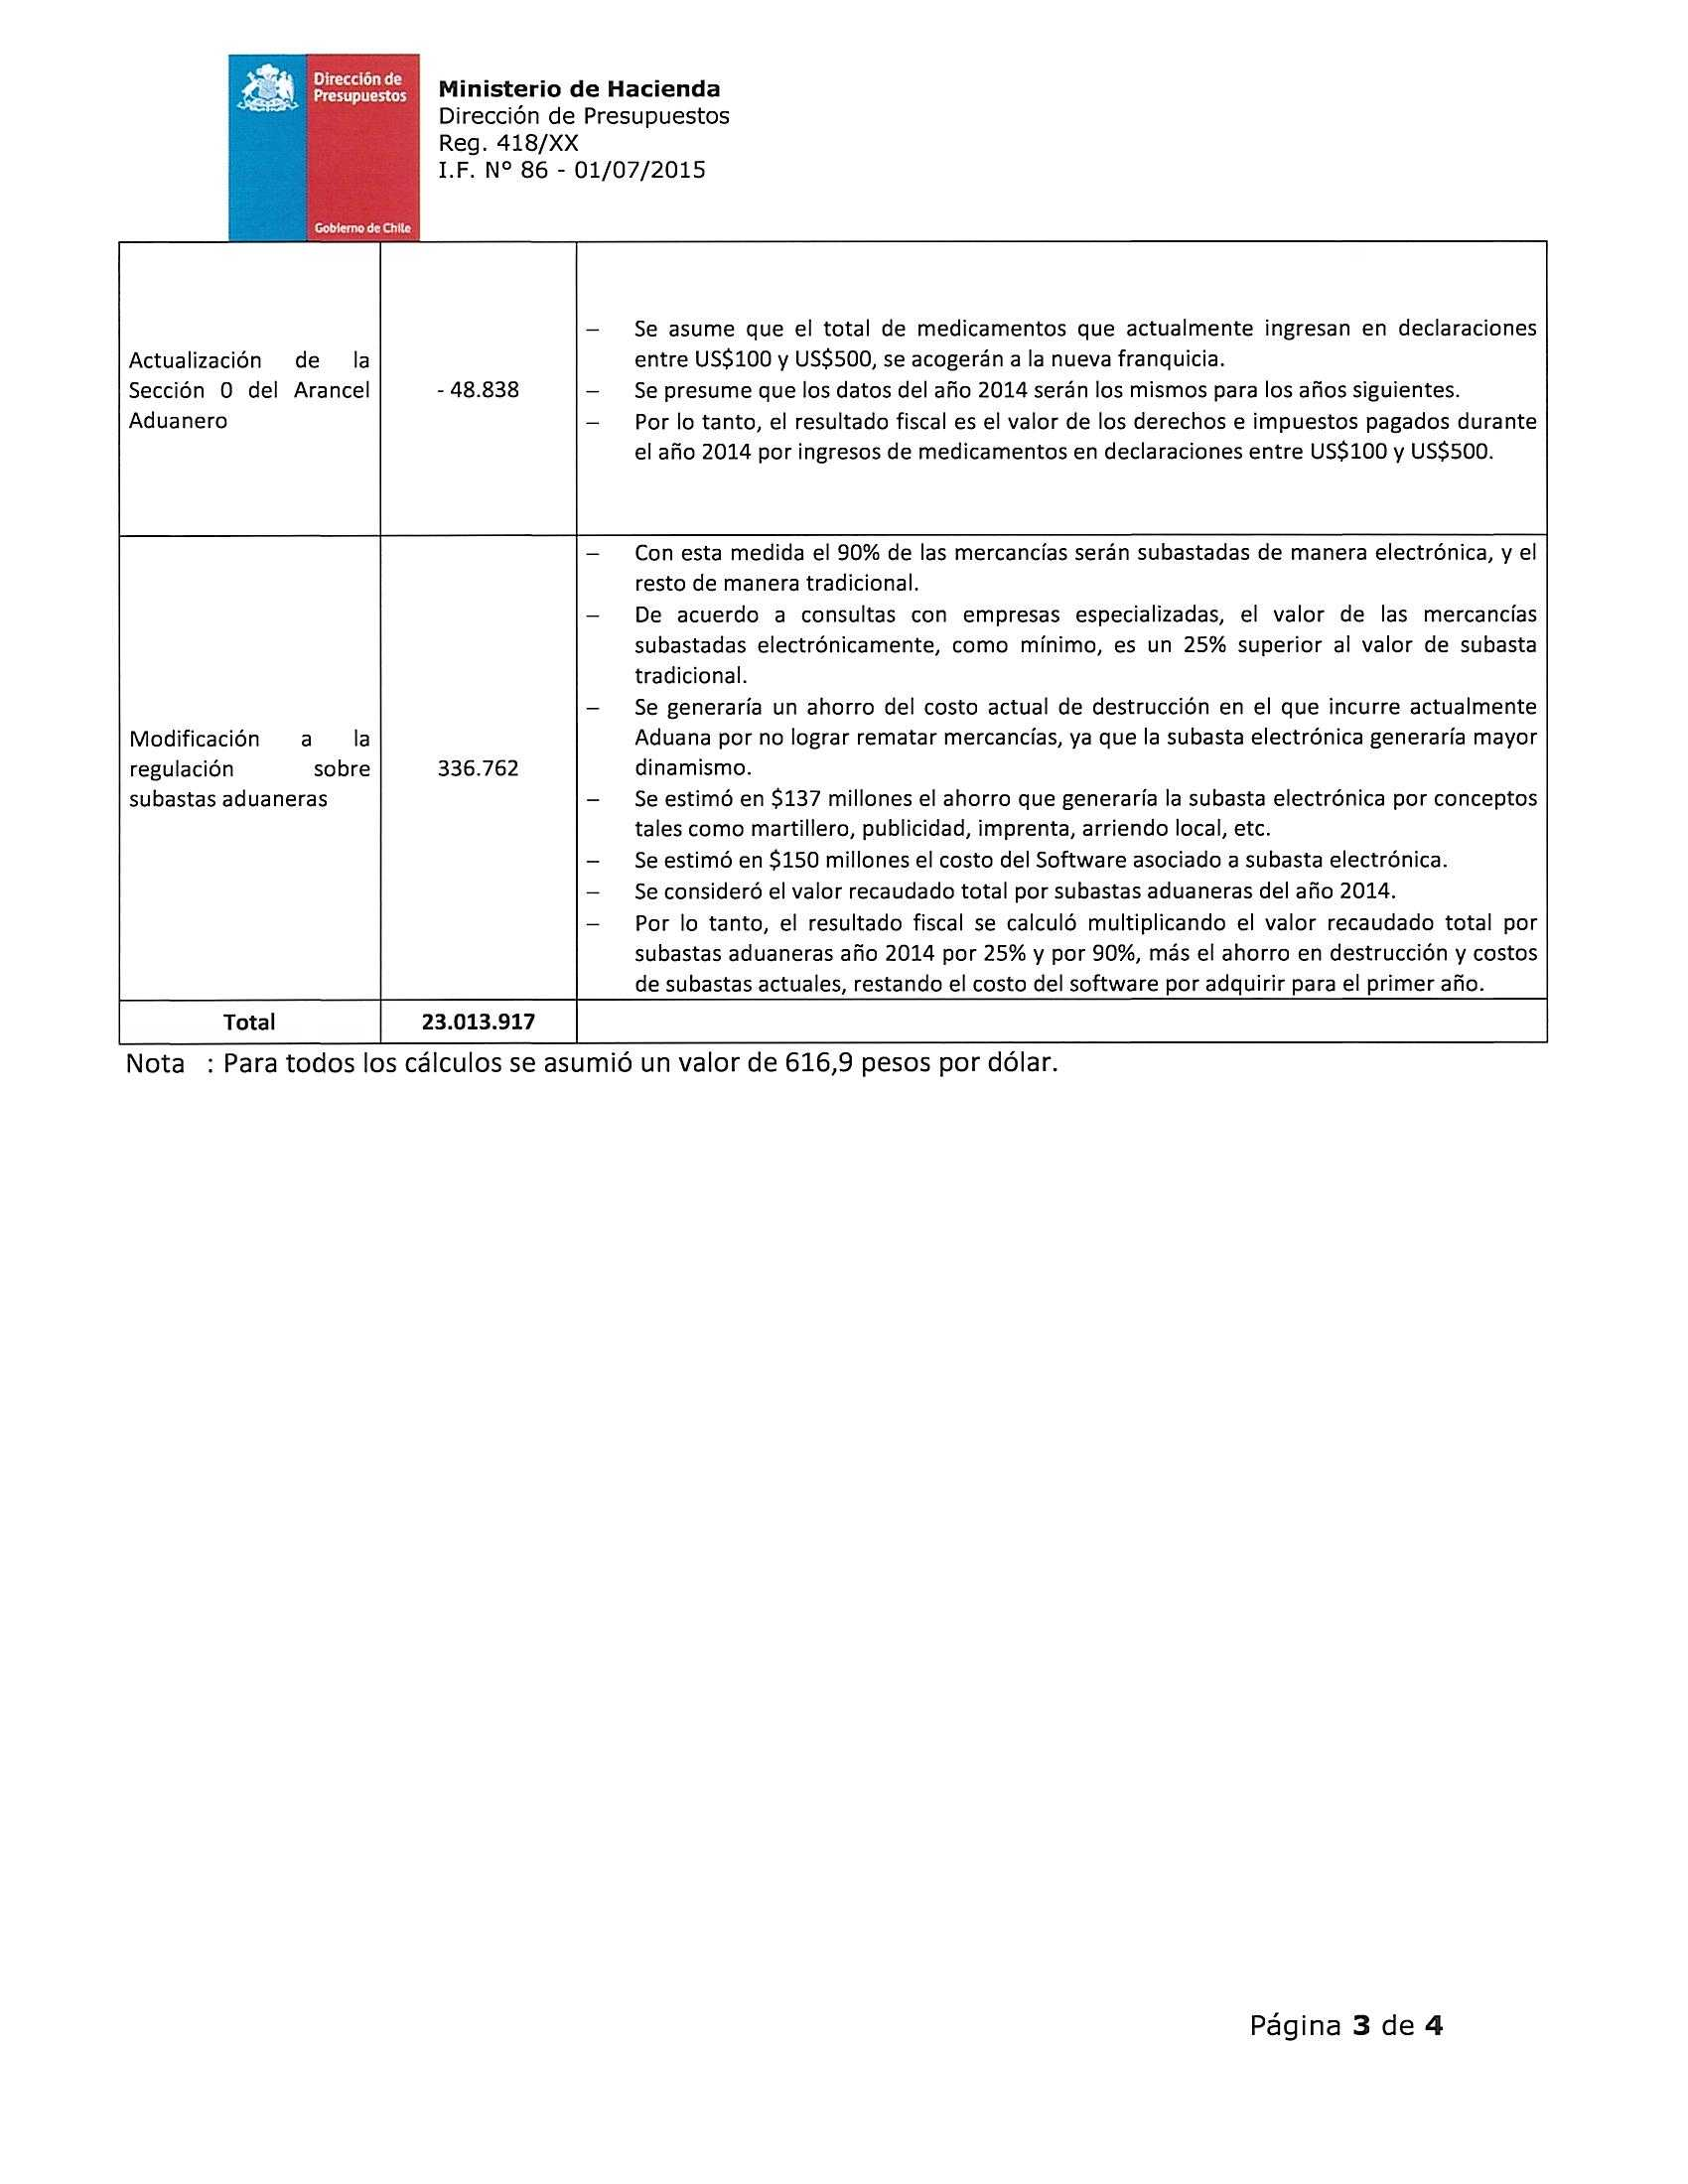 Dirección de
Presupuestos
Gobierno de Chile
Ministerio de Hacienda
Dirección de Presupuestos
Reg. 418/XX
I.F. Nº 86 - 01/07/2015
Actualización de la
Sección 0 del Arancel
Aduanero
- 48.838
– Se asume que el total de medicamentos que actualmente ingresan en declaraciones
entre US$100 y US$500, se acogerán a la nueva franquicia.
– Se presume que los datos del año 2014 serán los mismos para los años siguientes.
– Por lo tanto, el resultado fiscal es el valor de los derechos e impuestos pagados durante
el año 2014 por ingresos de medicamentos en declaraciones entre US$100 y US$500.
Modificación a la
regulación sobre
subastas aduaneras
336.762
– Con esta medida el 90% de las mercancías serán subastadas de manera electrónica, y el
resto de manera tradicional.
– De acuerdo a consultas con empresas especializadas, el valor de las mercancías
subastadas electrónicamente, como mínimo, es un 25% superior al valor de subasta
tradicional.
– Se generaría un ahorro del costo actual de destrucción en el que incurre actualmente
Aduana por no lograr rematar mercancías, ya que la subasta electrónica generaría mayor
dinamismo.
– Se estimó en $137 millones el ahorro que generaría la subasta electrónica por conceptos
tales como martillero, publicidad, imprenta, arriendo local, etc.
– Se estimó en $150 millones el costo del Software asociado a subasta electrónica.
– Se consideró el valor recaudado total por subastas aduaneras del año 2014.
– Por lo tanto, el resultado fiscal se calculó multiplicando el valor recaudado total por
subastas aduaneras año 2014 por 25% y por 90%, más el ahorro en destrucción y costos
de subastas actuales, restando el costo del software por adquirir para el primer año.
Total
23.013.917
Nota : Para todos los cálculos se asumió un valor de 616,9 pesos por dólar.
Página 3 de 4